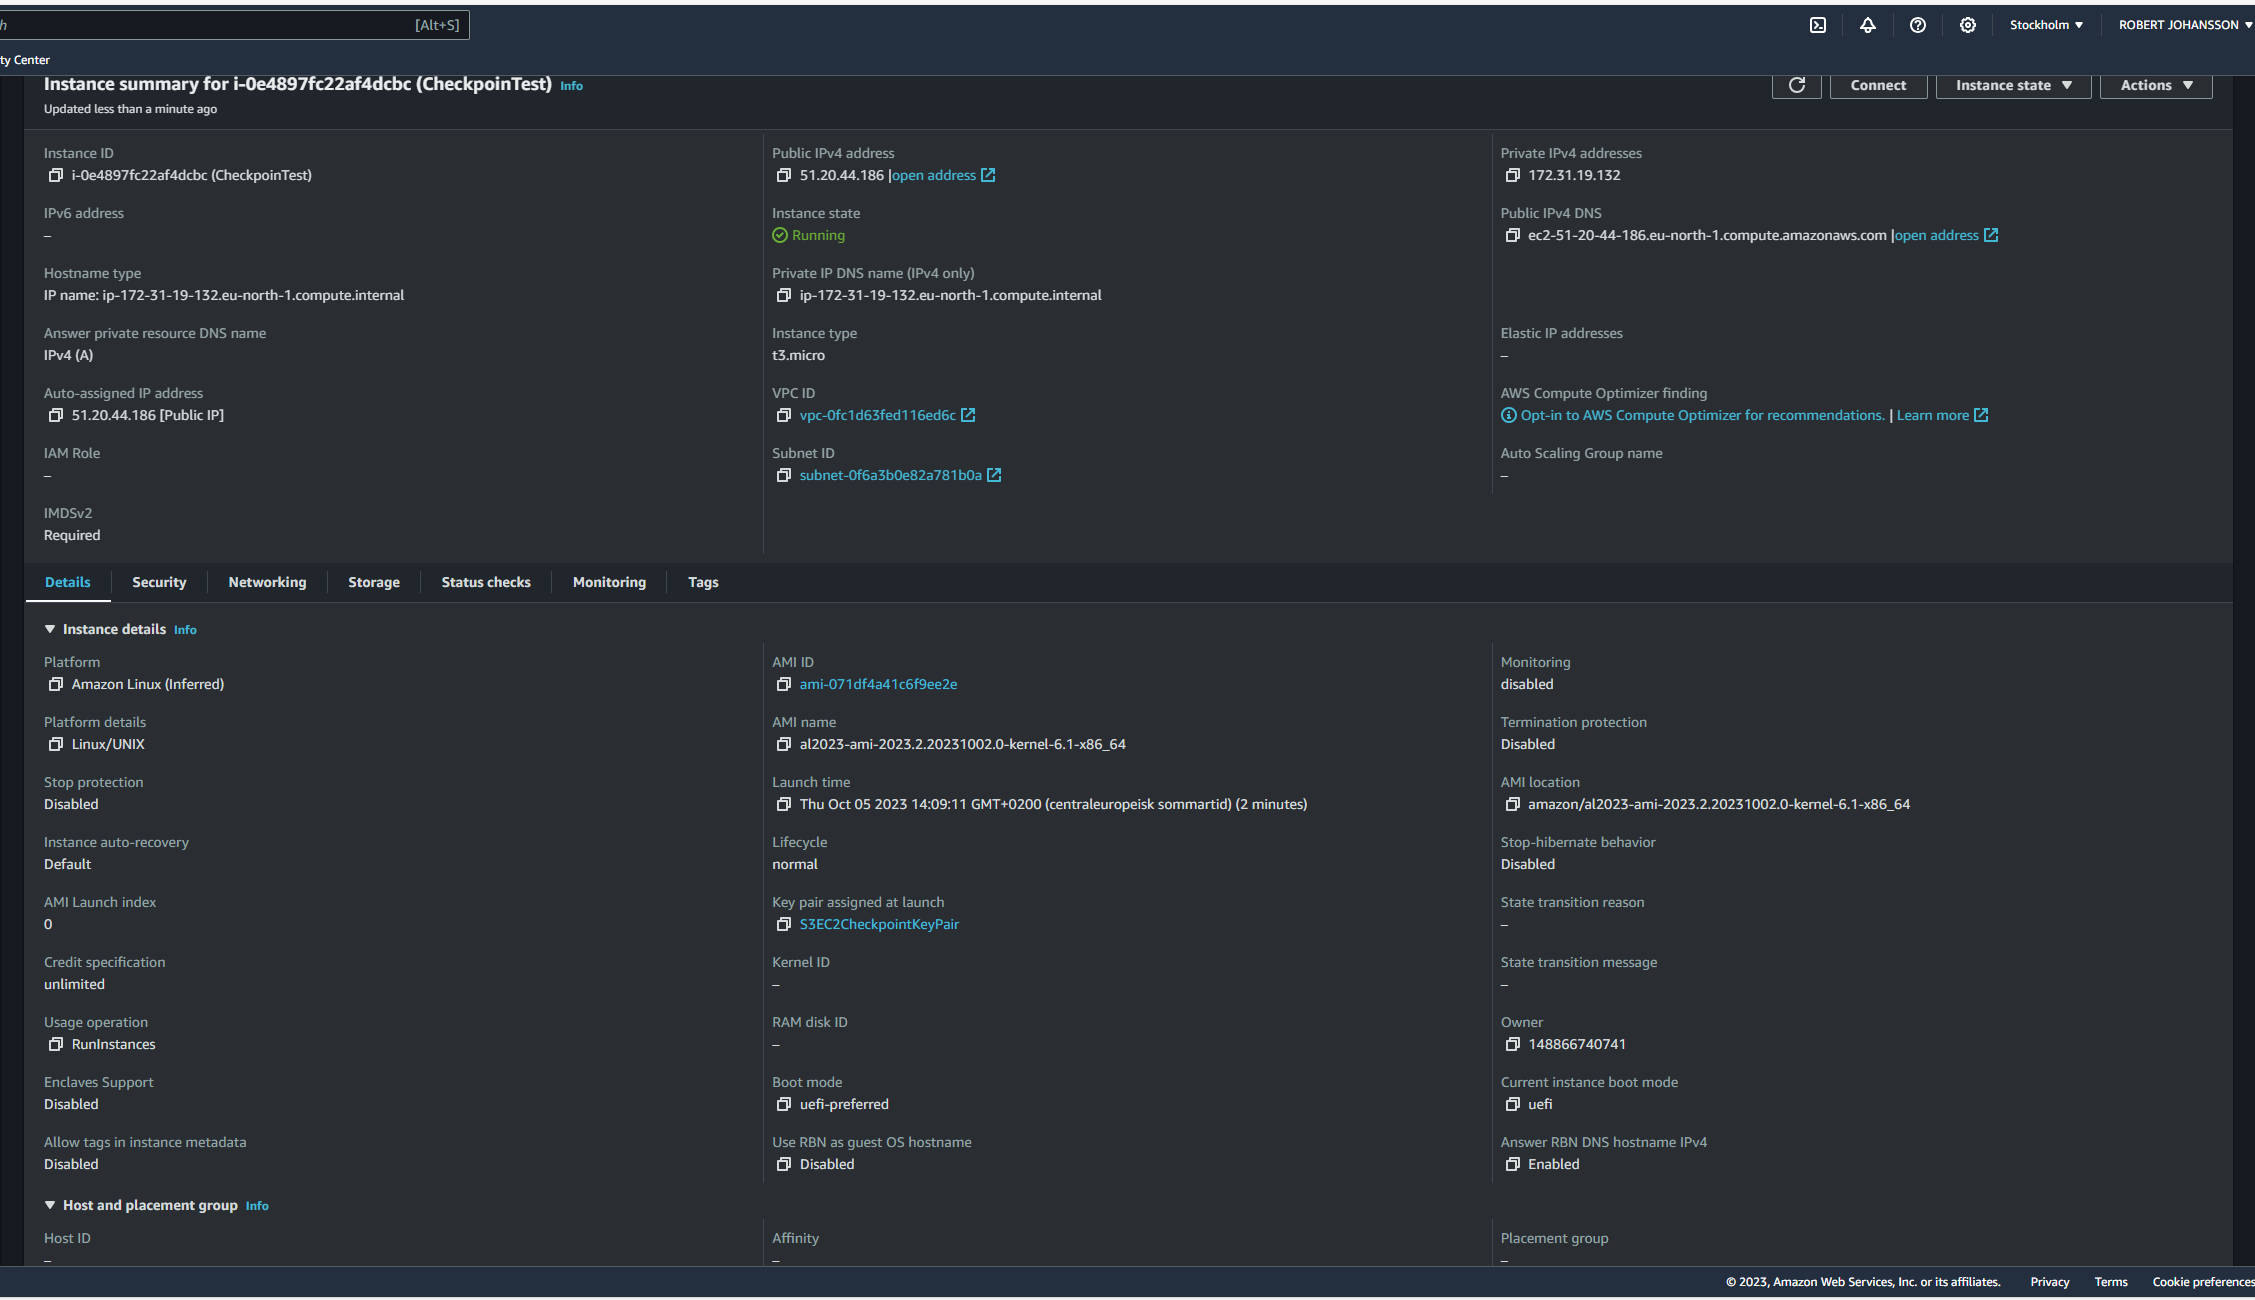 [Alt+S]
Stockholm
ROBERT JOHANSSON
ty Center
Instance summary for i-0e4897fc22af4dcbc (CheckpoinTest) Info
Updated less than a minute ago
Connect
Instance state
Actions
Instance ID
i-0e4897fc22af4dcbc (CheckpoinTest)
Public IPv4 address
51.20.44.186 |open address
Private IPv4 addresses
172.31.19.132
IPv6 address
–
Instance state
Running
Public IPv4 DNS
ec2-51-20-44-186.eu-north-1.compute.amazonaws.com |open address
Hostname type
IP name: ip-172-31-19-132.eu-north-1.compute.internal
Private IP DNS name (IPv4 only)
ip-172-31-19-132.eu-north-1.compute.internal
Answer private resource DNS name
IPv4 (A)
Instance type
t3.micro
Elastic IP addresses
–
Auto-assigned IP address
51.20.44.186 [Public IP]
VPC ID
vpc-0fc1d63fed116ed6c
AWS Compute Optimizer finding
Opt-in to AWS Compute Optimizer for recommendations. | Learn more
IAM Role
–
Subnet ID
subnet-0f6a3b0e82a781b0a
Auto Scaling Group name
–
IMDSv2
Required
Details
Security
Networking
Storage
Status checks
Monitoring
Tags
Instance details Info
Platform
Amazon Linux (Inferred)
AMI ID
ami-071df4a41c6f9ee2e
Monitoring
disabled
Platform details
Linux/UNIX
AMI name
al2023-ami-2023.2.20231002.0-kernel-6.1-x86_64
Termination protection
Disabled
Stop protection
Disabled
Launch time
Thu Oct 05 2023 14:09:11 GMT+0200 (centraleuropeisk sommartid) (2 minutes)
AMI location
amazon/al2023-ami-2023.2.20231002.0-kernel-6.1-x86_64
Instance auto-recovery
Default
Lifecycle
normal
Stop-hibernate behavior
Disabled
AMI Launch index
0
Key pair assigned at launch
S3EC2CheckpointKeyPair
State transition reason
–
Credit specification
unlimited
Kernel ID
–
State transition message
–
Usage operation
RunInstances
RAM disk ID
–
Owner
148866740741
Enclaves Support
Disabled
Boot mode
uefi-preferred
Current instance boot mode
uefi
Allow tags in instance metadata
Disabled
Use RBN as guest OS hostname
Disabled
Answer RBN DNS hostname IPv4
Enabled
Host and placement group Info
Host ID
–
Affinity
–
Placement group
–
© 2023, Amazon Web Services, Inc. or its affiliates.
Privacy
Terms
Cookie preferences